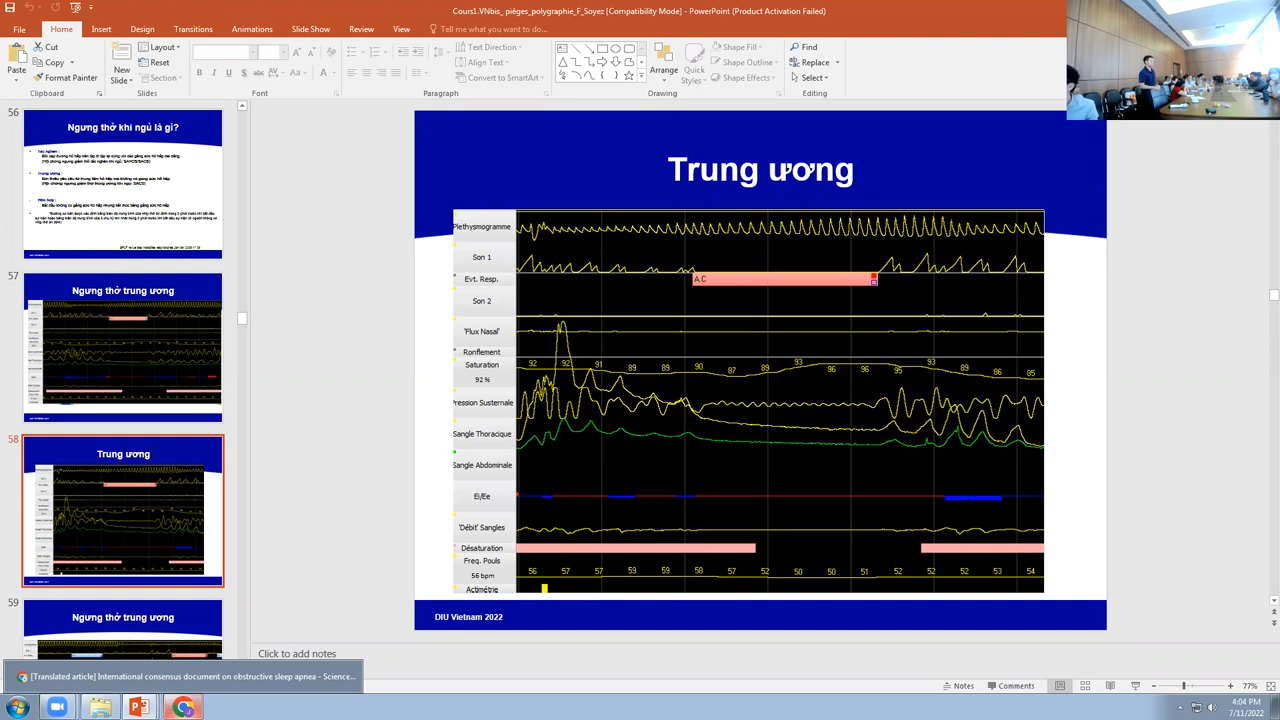 Cours1.VNbis_ pièges_polygraphie_F_Soyez [Compatibility Mode] - PowerPoint (Product Activation Failed)
File Home Insert Design Transitions Animations Slide Show Review View Tell me what you want to do...
Cut
Copy
Format Painter
Paste
Clipboard
New
Slide
Layout
Reset
Section
Slides
Font
Text Direction
Align Text
Convert to SmartArt
Paragraph
Arrange
Quick
Styles
Shape Fill
Shape Outline
Shape Effects
Drawing
Find
Replace
Select
Editing
56
Ngưng thở khi ngủ là gì?
57
Ngưng thở trung ương
58
Trung ương
59
Ngưng thở trung ương
Trung ương
Plethysmogramme
Son 1
Evt. Resp.
A.C
Son 2
'Flux Nasal'
Ronflement
Saturation
92 92 91 89 89 90 87 89 93 92 96 95 93 89 86 85
92 %
Pression Susternale
Sangle Thoracique
Sangle Abdominale
Ei/Ee
'Débit' Sangles
Désaturation
Freq. Pouls
56 bpm
56 57 57 56 56 56 54 52 50 50 51 52 52 53 54
Actimétrie
DIU Vietnam 2022
Click to add notes
[Translated article] International consensus document on obstructive sleep apnea - Science...
Notes Comments 77%
4:04 PM
7/11/2022